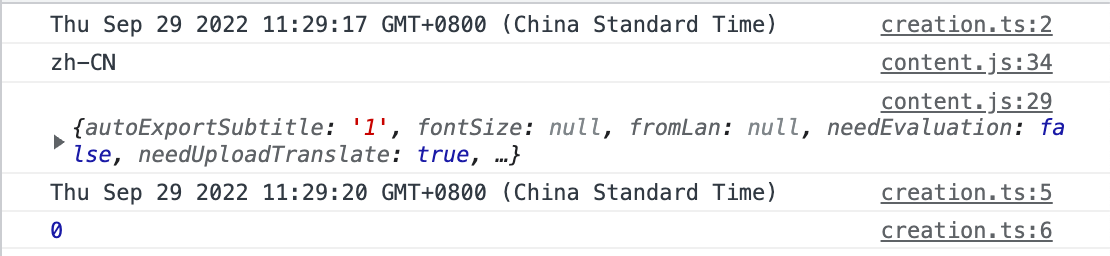 Thu Sep 29 2022 11:29:17 GMT+0800 (China Standard Time) creation.ts:2
zh-CN content.js:34
content.js:29
{autoExportSubtitle: '1', fontSize: null, fromLan: null, needEvaluation: fa
lse, needUploadTranslate: true, …}
Thu Sep 29 2022 11:29:20 GMT+0800 (China Standard Time) creation.ts:5
0 creation.ts:6